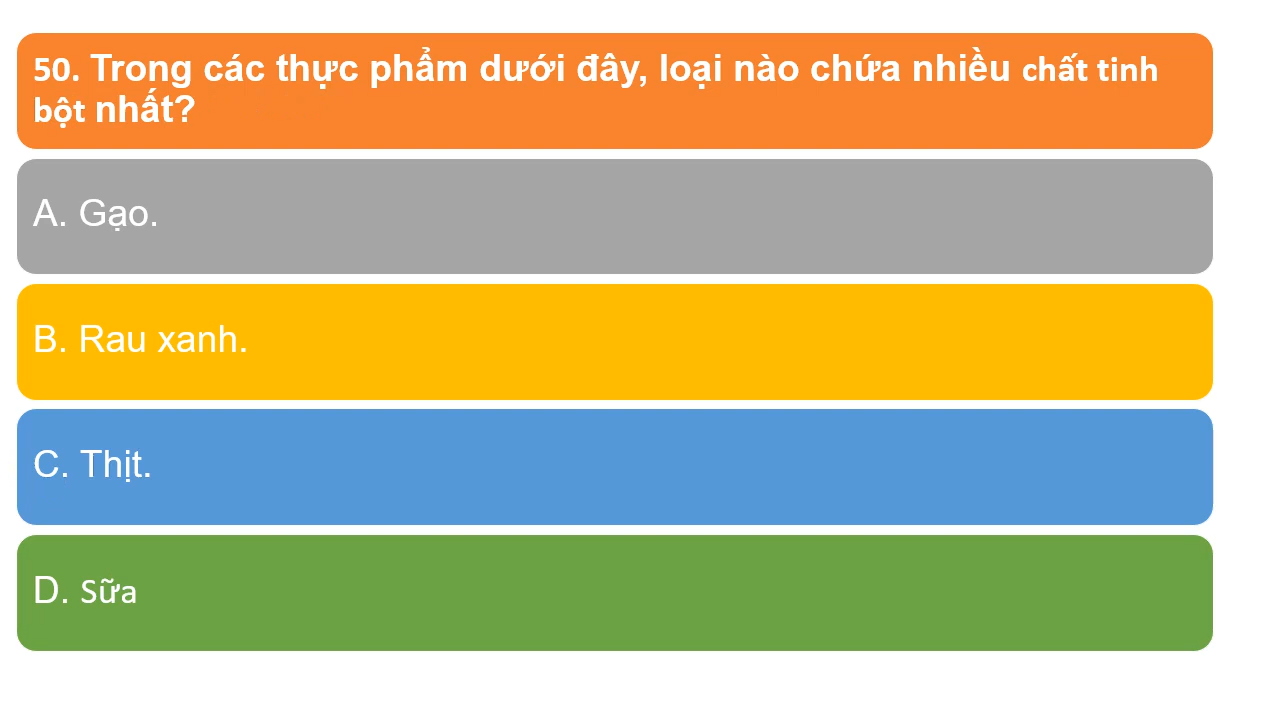 50. Trong các thực phẩm dưới đây, loại nào chứa nhiều chất tinh
bột nhất?
A. Gạo.
B. Rau xanh.
C. Thịt.
D. Sữa